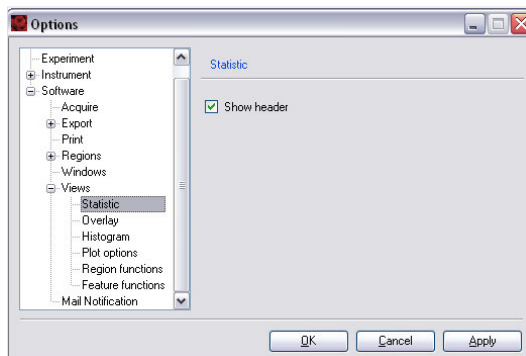 Options
Experiment
Instrument
Software
Acquire
Export
Print
Regions
Windows
Views
Statistic
Overlay
Histogram
Plot options
Region functions
Feature functions
Mail Notification
Statistic
Show header
OK
Cancel
Apply